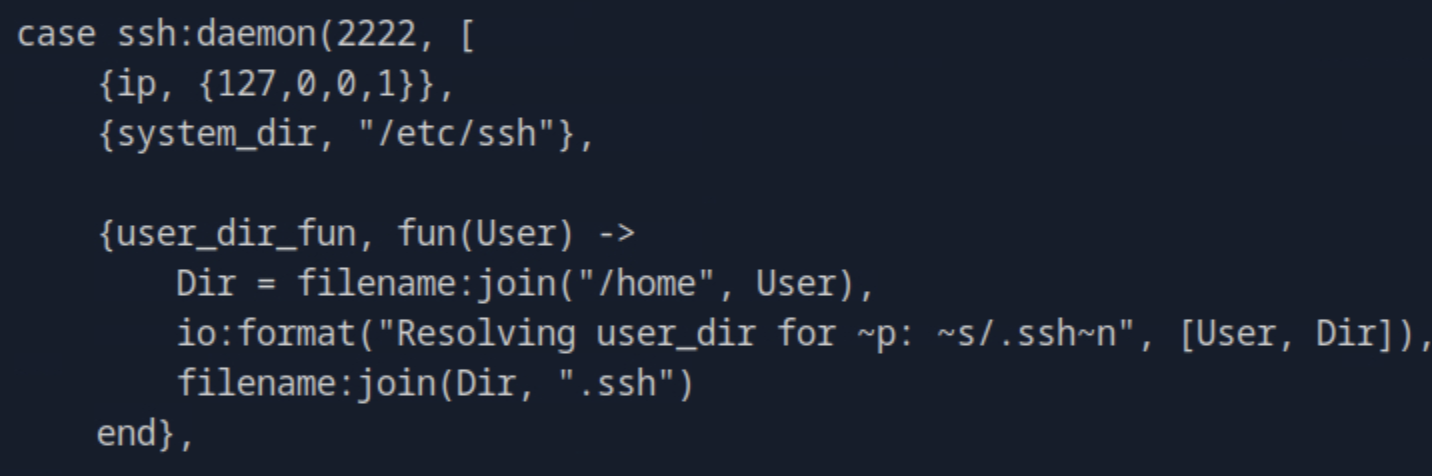 case ssh:daemon(2222, [
    {ip, {127,0,0,1}},
    {system_dir, "/etc/ssh"},

    {user_dir_fun, fun(User) ->
        Dir = filename:join("/home", User),
        io:format("Resolving user_dir for ~p: ~s/.ssh~n", [User, Dir]),
        filename:join(Dir, ".ssh")
    end},